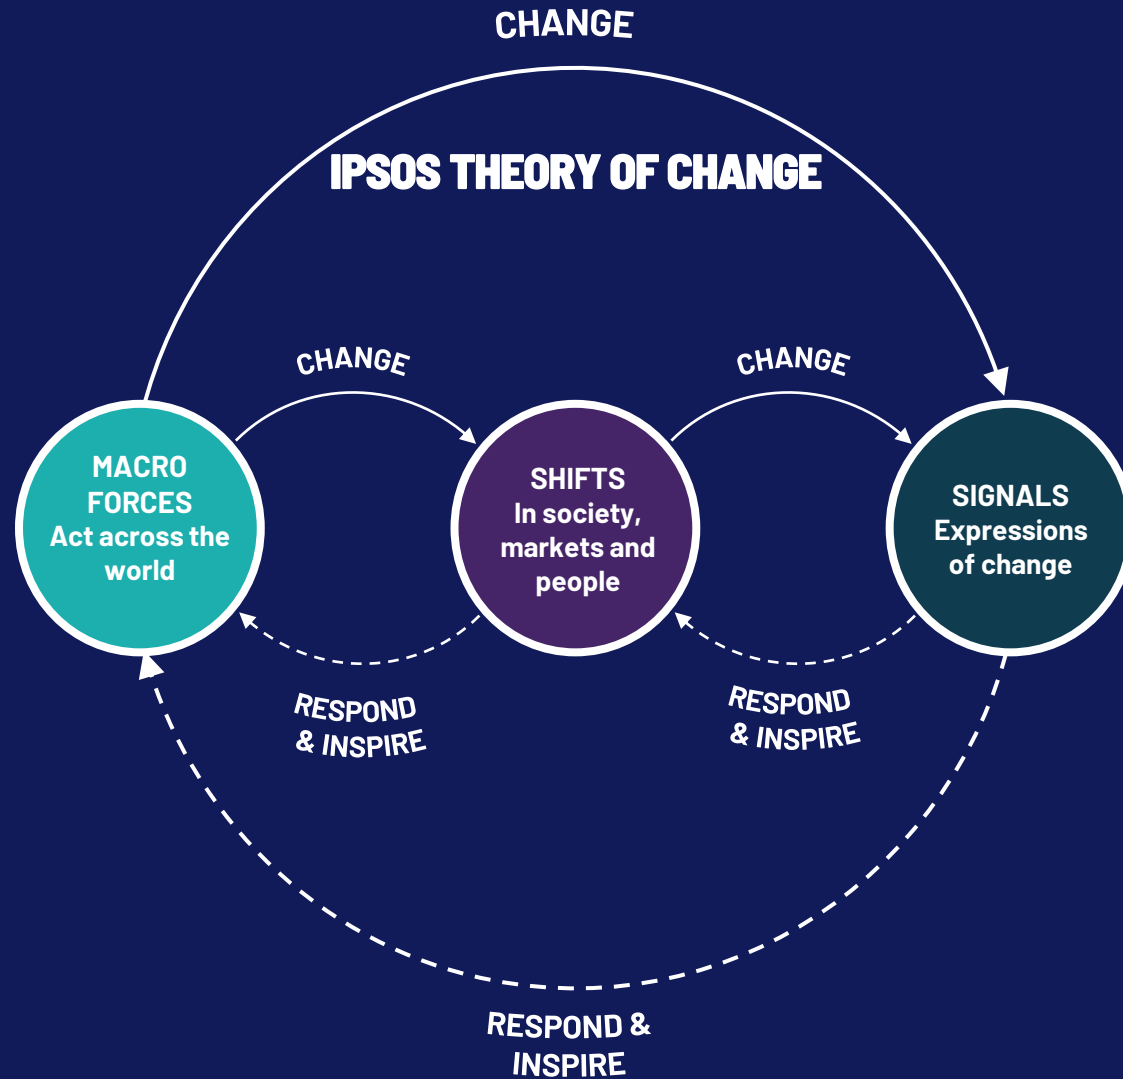 CHANGE
IPSOS THEORY OF CHANGE
CHANGE
CHANGE
MACRO
FORCES
Act across the
world
SHIFTS
In society,
markets and
people
SIGNALS
Expressions
of change
RESPOND
& INSPIRE
RESPOND
& INSPIRE
RESPOND &
INSPIRE